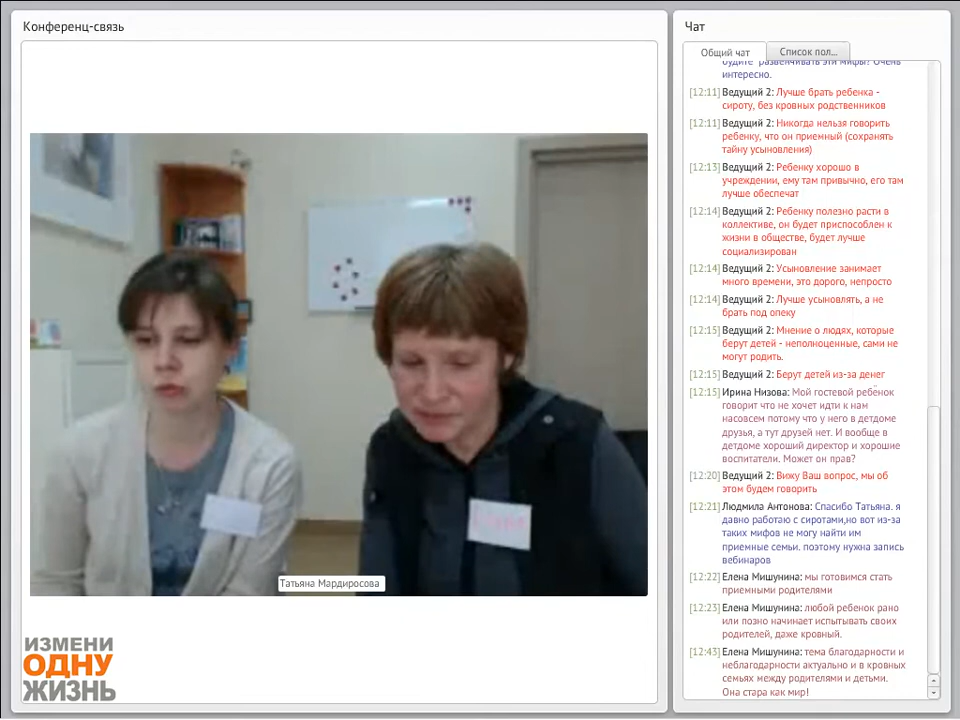 Конференц-связь
Татьяна Мардиросова
ИЗМЕНИ
ОДНУ
ЖИЗНЬ
Чат
Общий чат
Список пол...
будите развенчивать эти мифы? Очень
интересно.
[12:11] Ведущий 2: Лучше брать ребенка -
сироту, без кровных родственников
[12:11] Ведущий 2: Никогда нельзя говорить
ребенку, что он приемный (сохранять
тайну усыновления)
[12:13] Ведущий 2: Ребенку хорошо в
учреждении, ему там привычно, его там
лучше обеспечат
[12:14] Ведущий 2: Ребенку полезно расти в
коллективе, он будет приспособлен к
жизни в обществе, будет лучше
социализирован
[12:14] Ведущий 2: Усыновление занимает
много времени, это дорого, непросто
[12:14] Ведущий 2: Лучше усыновлять, а не
брать под опеку
[12:15] Ведущий 2: Мнение о людях, которые
берут детей - неполноценные, сами не
могут родить.
[12:15] Ведущий 2: Берут детей из-за денег
[12:15] Ирина Низова: Мой гостевой ребёнок
говорит что не хочет идти к нам
насовсем потому что у него в детдоме
друзья, а тут друзей нет. И вообще в
детдоме хороший директор и хорошие
воспитатели. Может он прав?
[12:20] Ведущий 2: Вижу Ваш вопрос, мы об
этом будем говорить
[12:21] Людмила Антонова: Спасибо Татьяна. я
давно работаю с сиротами,но вот из-за
таких мифов не могу найти им
приемные семьи. поэтому нужна запись
вебинаров
[12:22] Елена Мишунина: мы готовимся стать
приемными родителями
[12:23] Елена Мишунина: любой ребенок рано
или позно начинает испытывать своих
родителей, даже кровный.
[12:43] Елена Мишунина: тема благодарности и
неблагодарности актуально и в кровных
семьях между родителями и детьми.
Она стара как мир!